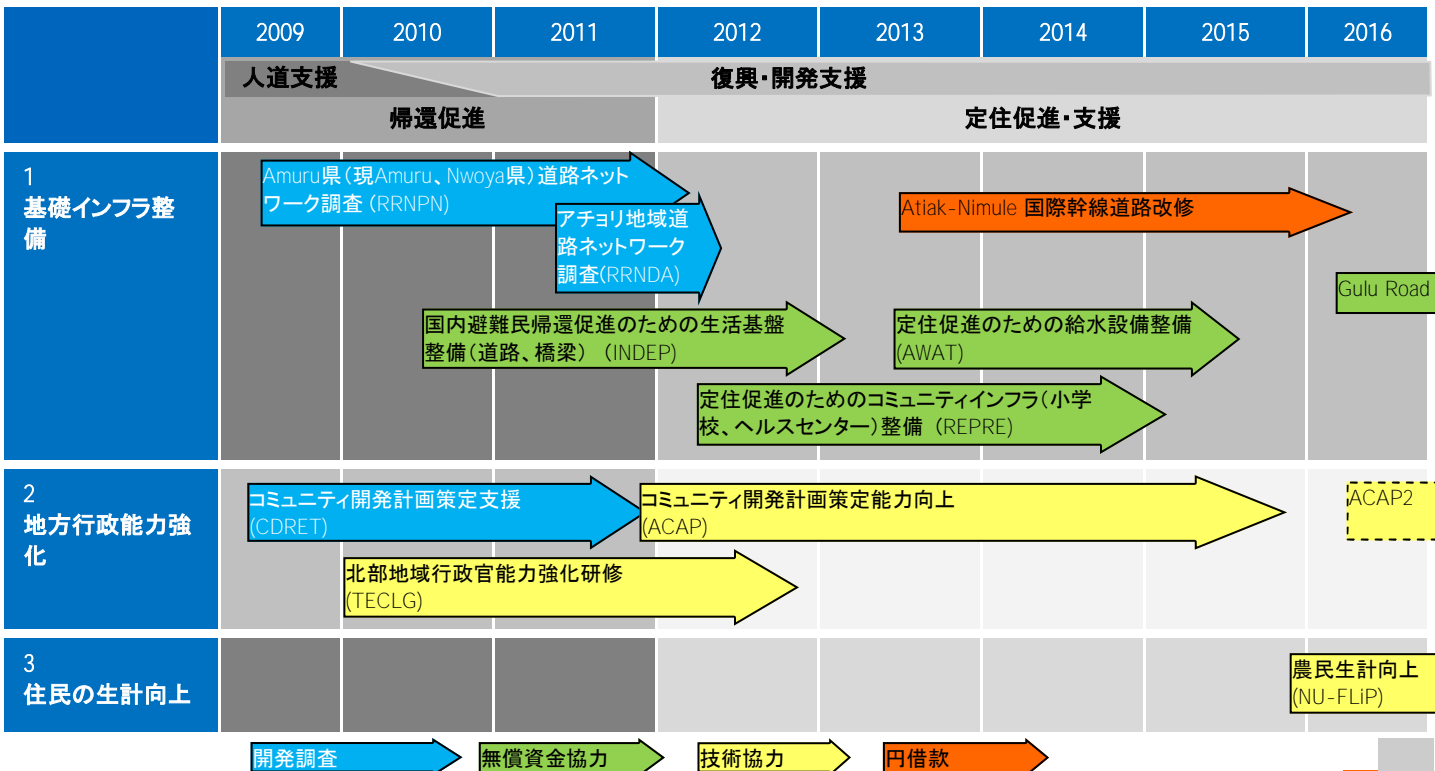 2009
2010
2011
2012
2013
2014
2015
2016
人道支援
復興・開発支援
帰還促進
定住促進・支援
1
基礎インフラ整
備
Amuru県（現Amuru、Nwoya県）道路ネット
ワーク調査 (RRNPN)
アチョリ地域道
路ネットワーク
調査(RRNDA)
Atiak-Nimule 国際幹線道路改修
Gulu Road
国内避難民帰還促進のための生活基盤
整備（道路、橋梁） (INDEP)
定住促進のための給水設備整備
(AWAT)
定住促進のためのコミュニティインフラ（小学
校、ヘルスセンター）整備 (REPRE)
2
地方行政能力強
化
コミュニティ開発計画策定支援
(CDRET)
コミュニティ開発計画策定能力向上
(ACAP)
ACAP2
北部地域行政官能力強化研修
(TECLG)
3
住民の生計向上
農民生計向上
(NU-FLiP)
開発調査
無償資金協力
技術協力
円借款